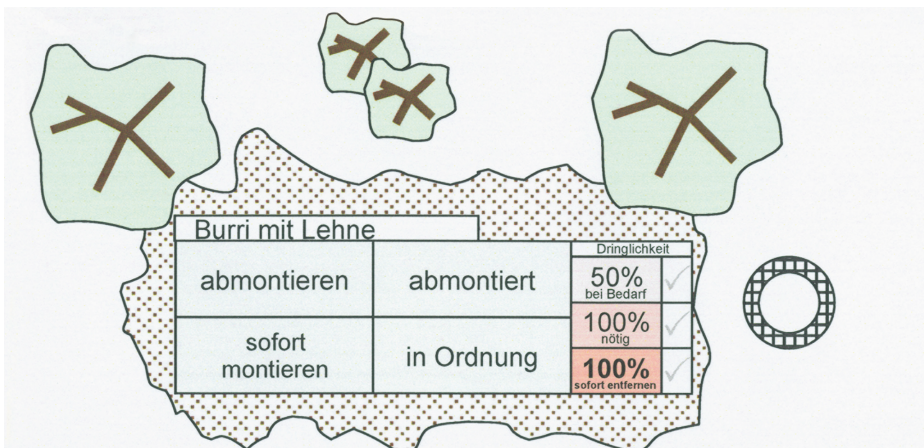 Burri mit Lehne
Dringlichkeit
abmontieren
abmontiert
50%
bei Bedarf
100%
nötig
sofort
montieren
in Ordnung
100%
sofort entfernen